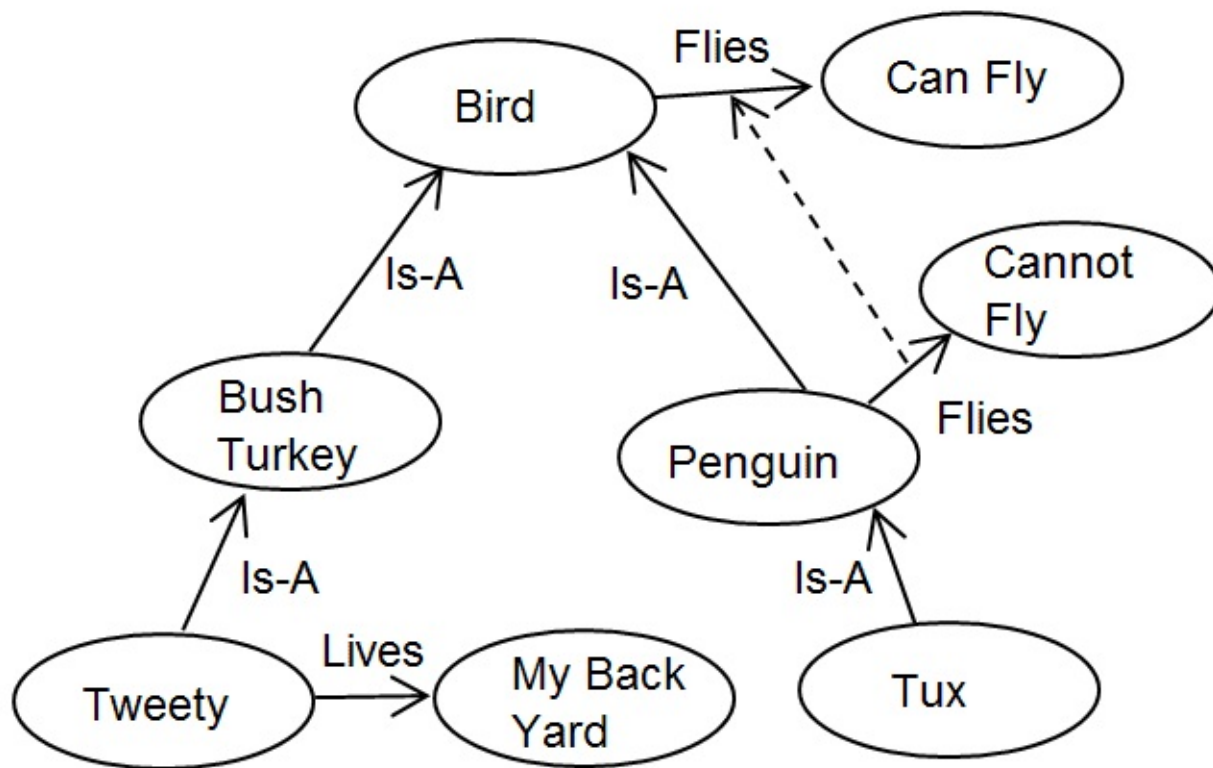 Flies
Can Fly
Bird
Is-A
Is-A
Cannot
Fly
Bush
Turkey
Flies
Penguin
Is-A
Is-A
Lives
My Back
Yard
Tweety
Tux